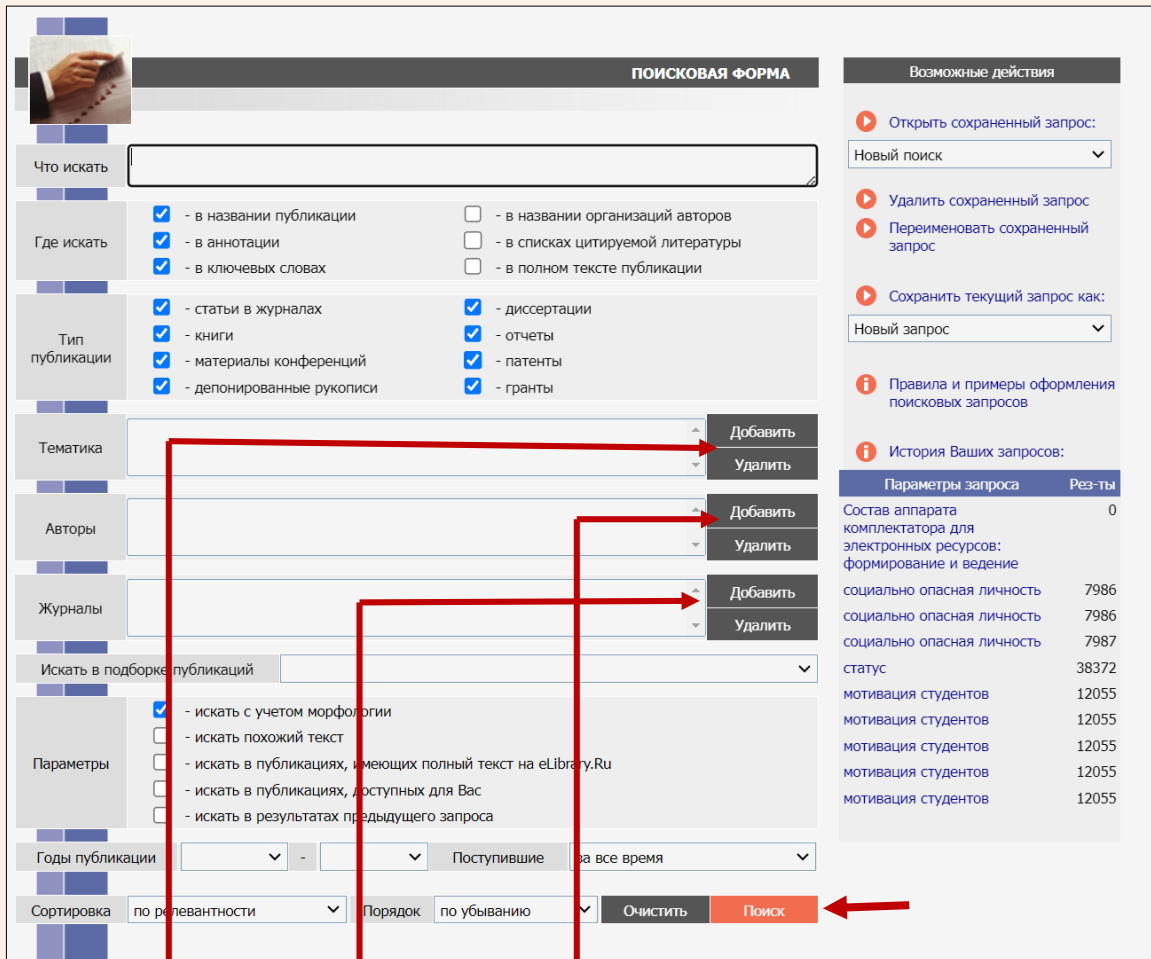 ПОИСКОВАЯ ФОРМА
Что искать
Где искать
- в названии публикации
- в названии организаций авторов
- в аннотации
- в списках цитируемой литературы
- в ключевых словах
- в полном тексте публикации
Тип
публикации
- статьи в журналах
- диссертации
- книги
- отчеты
- материалы конференций
- патенты
- депонированные рукописи
- гранты
Тематика
Добавить
Удалить
Авторы
Добавить
Удалить
Журналы
Добавить
Удалить
Искать в подборке публикаций
Параметры
- искать с учетом морфологии
- искать похожий текст
- искать в публикациях, имеющих полный текст на eLibrary.Ru
- искать в публикациях, доступных для Вас
- искать в результатах предыдущего запроса
Годы публикации - Поступившие за все время
Сортировка по релевантности Порядок по убыванию Очистить Поиск
Возможные действия
Открыть сохраненный запрос:
Новый поиск
Удалить сохраненный запрос
Переименовать сохраненный
запрос
Сохранить текущий запрос как:
Новый запрос
Правила и примеры оформления
поисковых запросов
История Ваших запросов:
Параметры запроса Рез-ты
Состав аппарата 0
комплектатора для
электронных ресурсов:
формирование и ведение
социально опасная личность 7986
социально опасная личность 7986
социально опасная личность 7987
статус 38372
мотивация студентов 12055
мотивация студентов 12055
мотивация студентов 12055
мотивация студентов 12055
мотивация студентов 12055